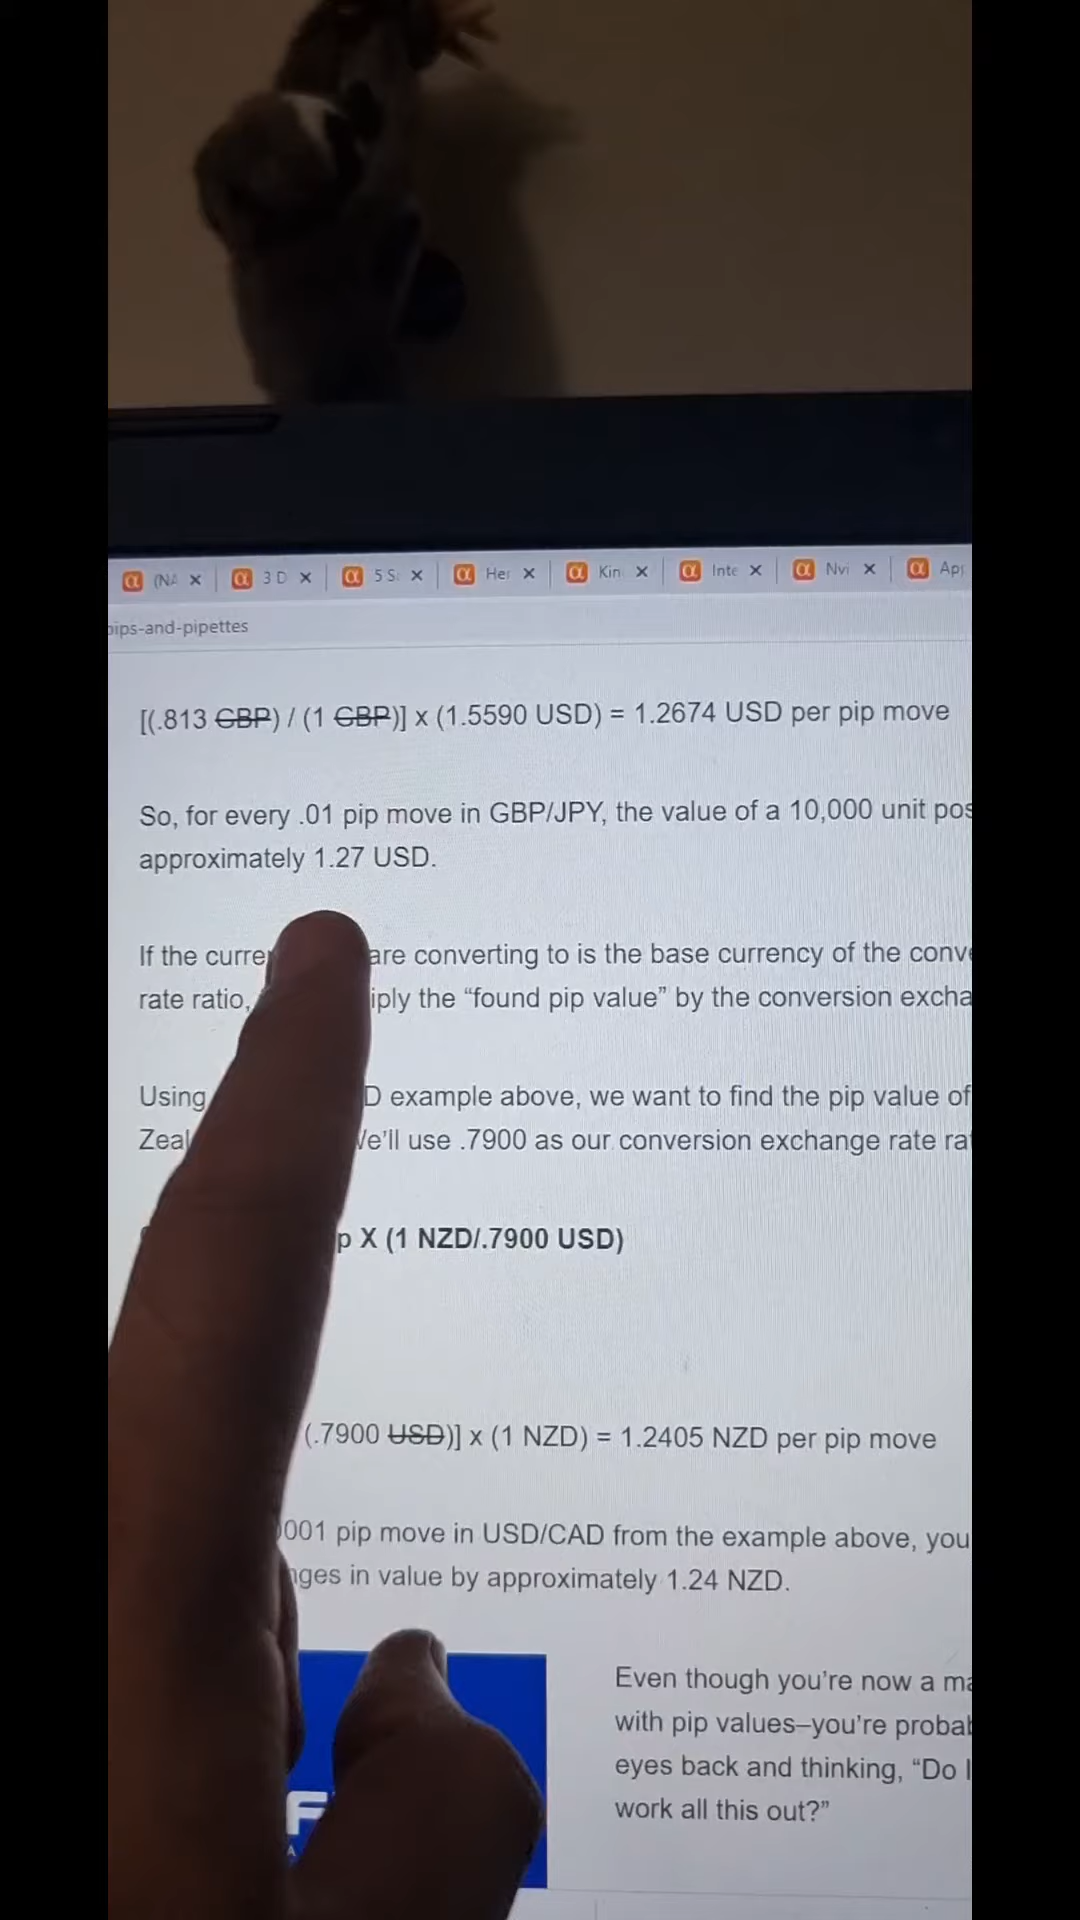 (NA
3 D
5 S
Her
Kin
Inte
Nvi
Ap
pips-and-pipettes
[(.813 GBP) / (1 GBP)] x (1.5590 USD) = 1.2674 USD per pip move
So, for every .01 pip move in GBP/JPY, the value of a 10,000 unit pos
approximately 1.27 USD.
If the curre are converting to is the base currency of the conv
rate ratio, iply the “found pip value” by the conversion excha
Using D example above, we want to find the pip value of
Zeal We’ll use .7900 as our conversion exchange rate ra
p X (1 NZD/.7900 USD)
(.7900 USD)] x (1 NZD) = 1.2405 NZD per pip move
001 pip move in USD/CAD from the example above, you
nges in value by approximately 1.24 NZD.
Even though you’re now a ma
with pip values–you’re probab
eyes back and thinking, “Do I
work all this out?”
F
A